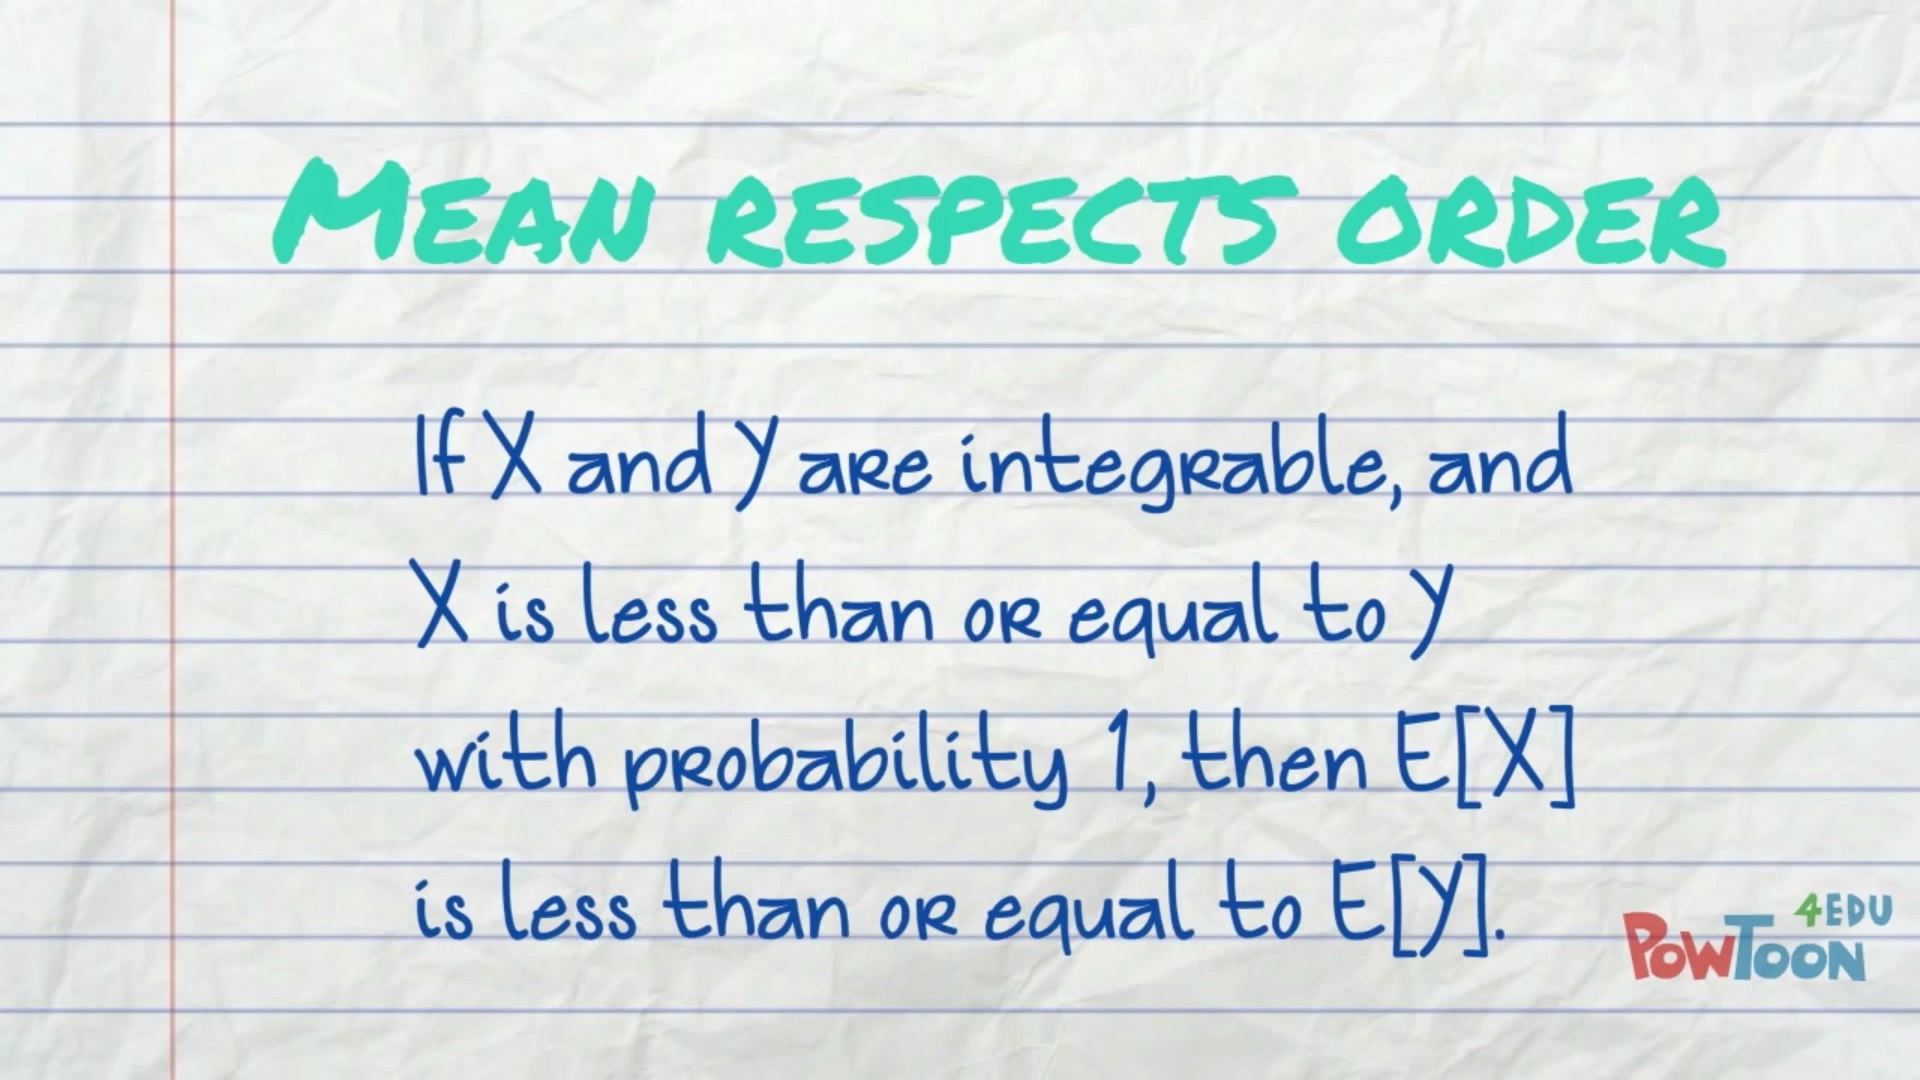 Mean respects order
If X and Y are integrable, and
X is less than or equal to Y
with probability 1, then E[X]
is less than or equal to E[Y].
4EDU
PowToon